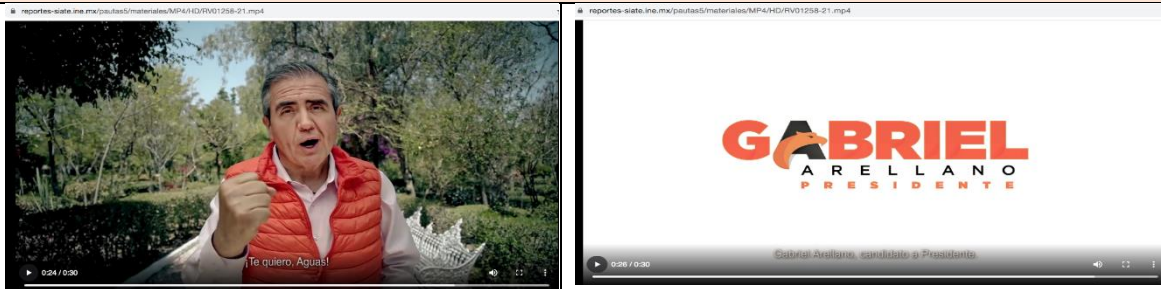 reportes-siate.ine.mx/pautas5/materiales/MP4/HD/RV01258-21.mp4
¡Te quiero, Aguas!
0:24 / 0:30
reportes-siate.ine.mx/pautas5/meteriales/MP4/HD/RV01258-21.mp4
GABRIEL
ARELLANO
PRESIDENTE
Gabriel Arellano, candidato a Presidente.
0:26 / 0:30